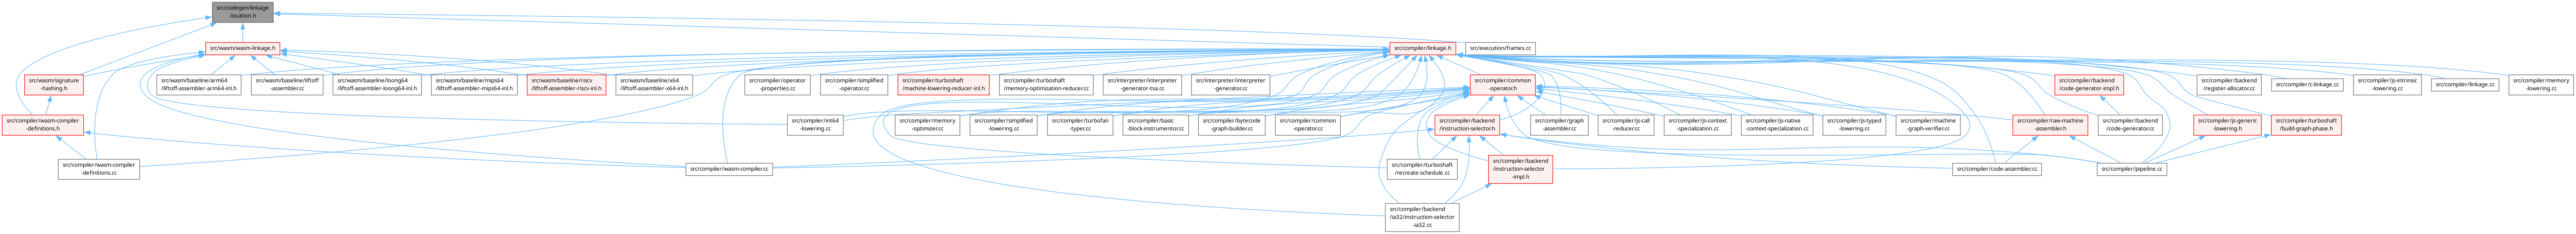 src/codegen/linkage
-location.h
src/wasm/wasm-linkage.h
src/compiler/linkage.h
src/execution/frames.cc
src/wasm/signature
-hashing.h
src/wasm/baseline/arm64
/liftoff-assembler-arm64-inl.h
src/wasm/baseline/liftoff
-assembler.cc
src/wasm/baseline/loong64
/liftoff-assembler-loong64-inl.h
src/wasm/baseline/mips64
/liftoff-assembler-mips64-inl.h
src/wasm/baseline/riscv
/liftoff-assembler-riscv-inl.h
src/wasm/baseline/x64
/liftoff-assembler-x64-inl.h
src/compiler/operator
-properties.cc
src/compiler/simplified
-operator.cc
src/compiler/turboshaft
/machine-lowering-reducer-inl.h
src/compiler/turboshaft
/memory-optimization-reducer.cc
src/interpreter/interpreter
-generator-tsa.cc
src/interpreter/interpreter
-generator.cc
src/compiler/common
-operator.h
src/compiler/backend
/code-generator-impl.h
src/compiler/backend
/register-allocator.cc
src/compiler/c-linkage.cc
src/compiler/js-intrinsic
-lowering.cc
src/compiler/linkage.cc
src/compiler/memory
-lowering.cc
src/compiler/wasm-compiler
-definitions.h
src/compiler/int64
-lowering.cc
src/compiler/memory
-optimizer.cc
src/compiler/simplified
-lowering.cc
src/compiler/turbofan
-typer.cc
src/compiler/basic
-block-instrumentor.cc
src/compiler/bytecode
-graph-builder.cc
src/compiler/common
-operator.cc
src/compiler/backend
/instruction-selector.h
src/compiler/graph
-assembler.cc
src/compiler/js-call
-reducer.cc
src/compiler/js-context
-specialization.cc
src/compiler/js-native
-context-specialization.cc
src/compiler/js-typed
-lowering.cc
src/compiler/machine
-graph-verifier.cc
src/compiler/raw-machine
-assembler.h
src/compiler/backend
/code-generator.cc
src/compiler/js-generic
-lowering.h
src/compiler/turboshaft
/build-graph-phase.h
src/compiler/wasm-compiler
-definitions.cc
src/compiler/wasm-compiler.cc
src/compiler/turboshaft
/recreate-schedule.cc
src/compiler/backend
/instruction-selector
-impl.h
src/compiler/code-assembler.cc
src/compiler/pipeline.cc
src/compiler/backend
/ia32/instruction-selector
-ia32.cc